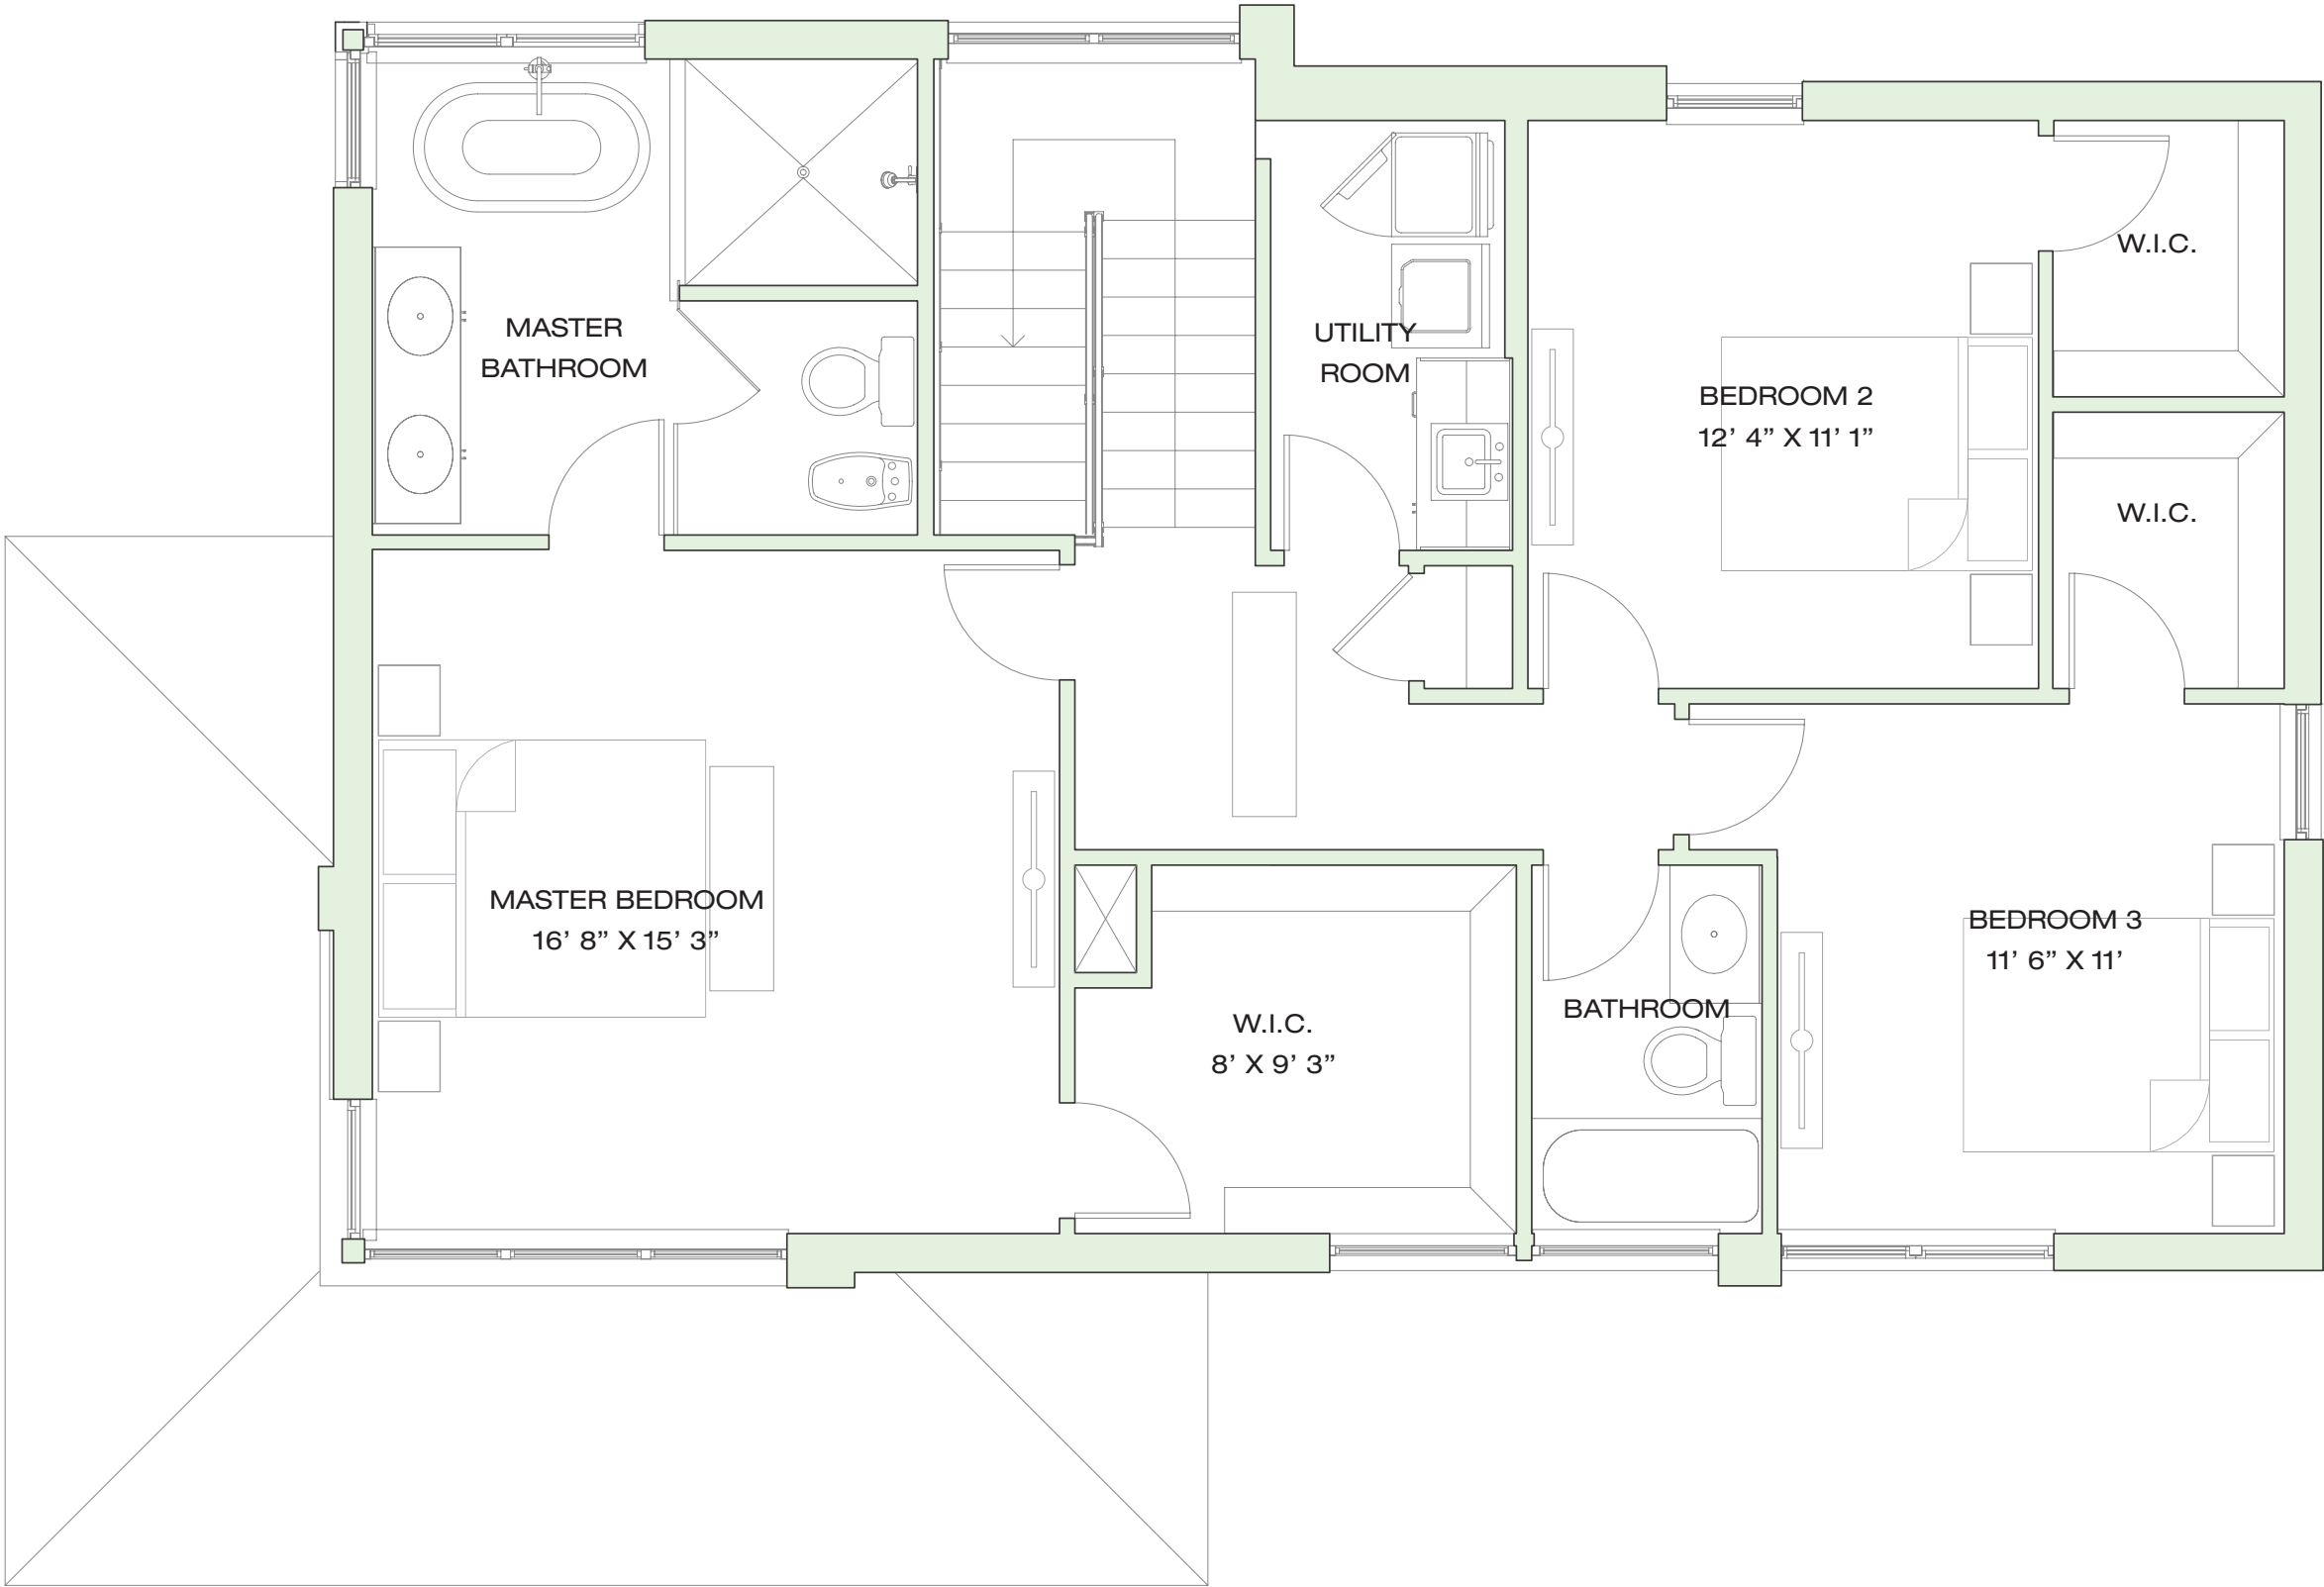 MASTER
BATHROOM
UTILITY
ROOM
BEDROOM 2
12’ 4” X 11’ 1”
W.I.C.
W.I.C.
MASTER BEDROOM
16’ 8” X 15’ 3”
W.I.C.
8’ X 9’ 3”
BATHROOM
BEDROOM 3
11’ 6” X 11’